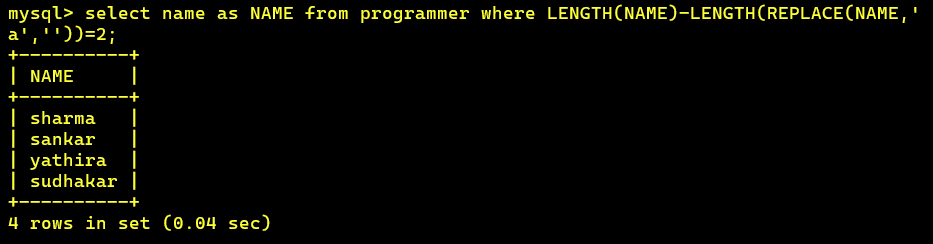 mysql> select name as NAME from programmer where LENGTH(NAME)-LENGTH(REPLACE(NAME,'
a',''))=2;
+----------+
| NAME     |
+----------+
| sharma   |
| sankar   |
| yathira  |
| sudhakar |
+----------+
4 rows in set (0.04 sec)